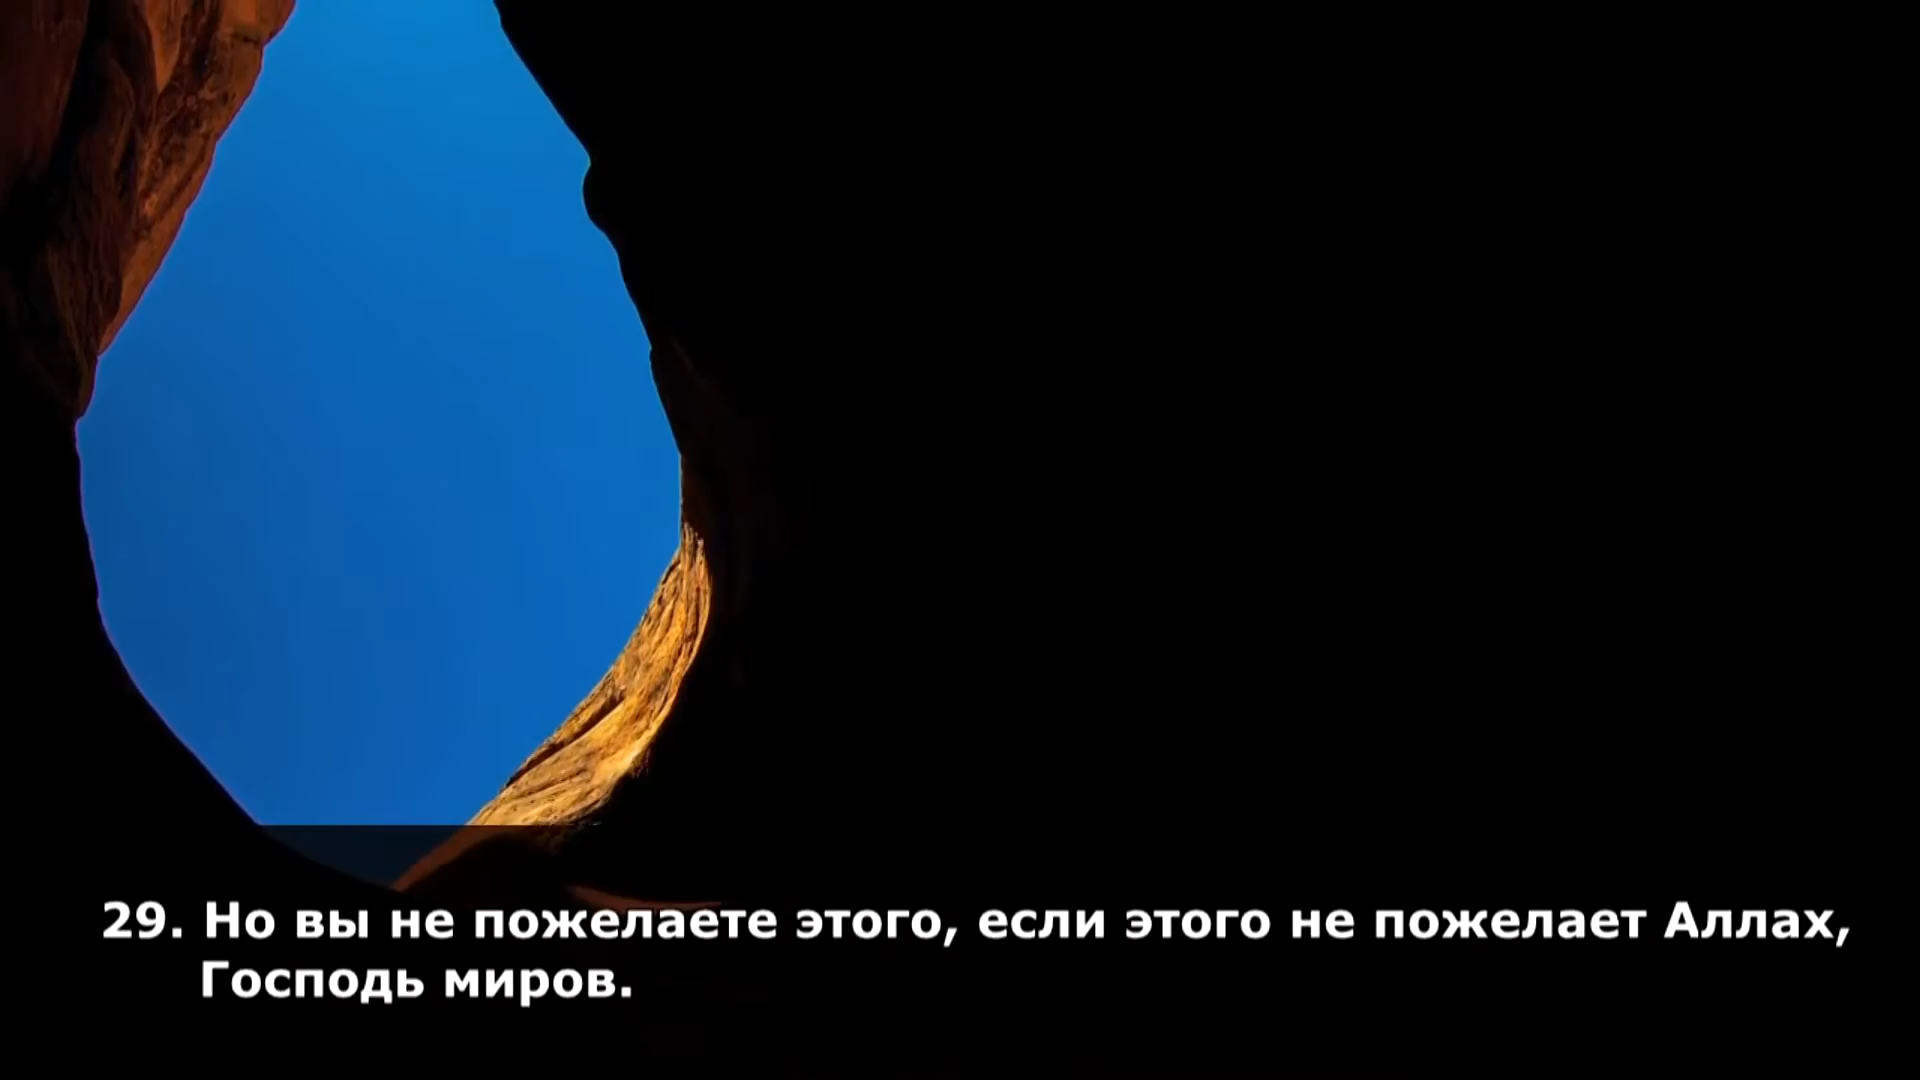 29. Но вы не пожелаете этого, если этого не пожелает Аллах,
Господь миров.